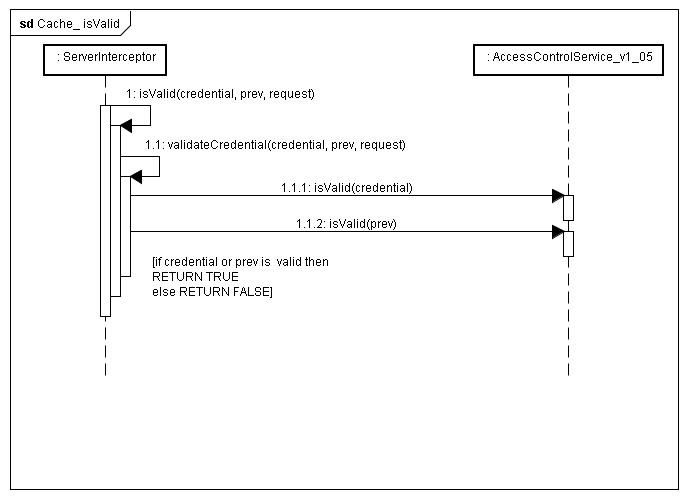 sd Cache_ isValid
: ServerInterceptor
: AccessControlService_v1_05
1: isValid(credential, prev, request)
1.1: validateCredential(credential, prev, request)
1.1.1: isValid(credential)
1.1.2: isValid(prev)
[if credential or prev is  valid then
RETURN TRUE
else RETURN FALSE]